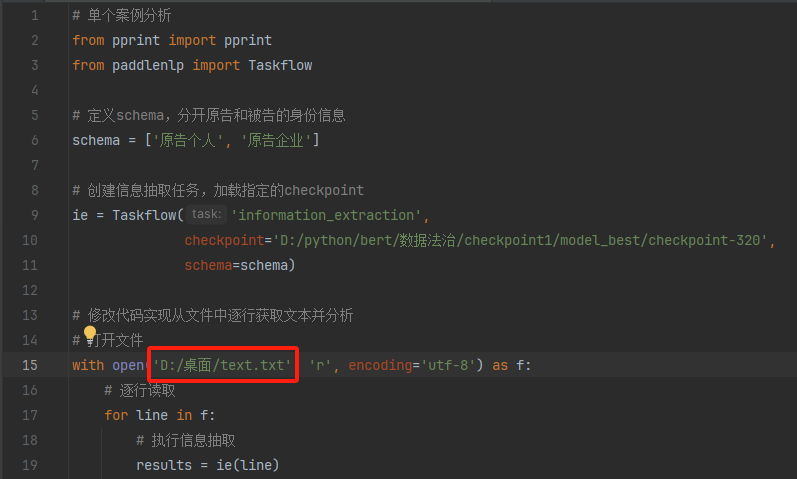 1 # 单个案例分析
2 from pprint import pprint
3 from paddlenlp import Taskflow
4
5 # 定义schema，分开原告和被告的身份信息
6 schema = ['原告个人', '原告企业']
7
8 # 创建信息抽取任务，加载指定的checkpoint
9 ie = Taskflow( task: 'information_extraction',
10 checkpoint='D:/python/bert/数据法治/checkpoint1/model_best/checkpoint-320',
11 schema=schema)
12
13 # 修改代码实现从文件中逐行获取文本并分析
14 # 打开文件
15 with open('D:/桌面/text.txt' 'r', encoding='utf-8') as f:
16 # 逐行读取
17 for line in f:
18 # 执行信息抽取
19 results = ie(line)